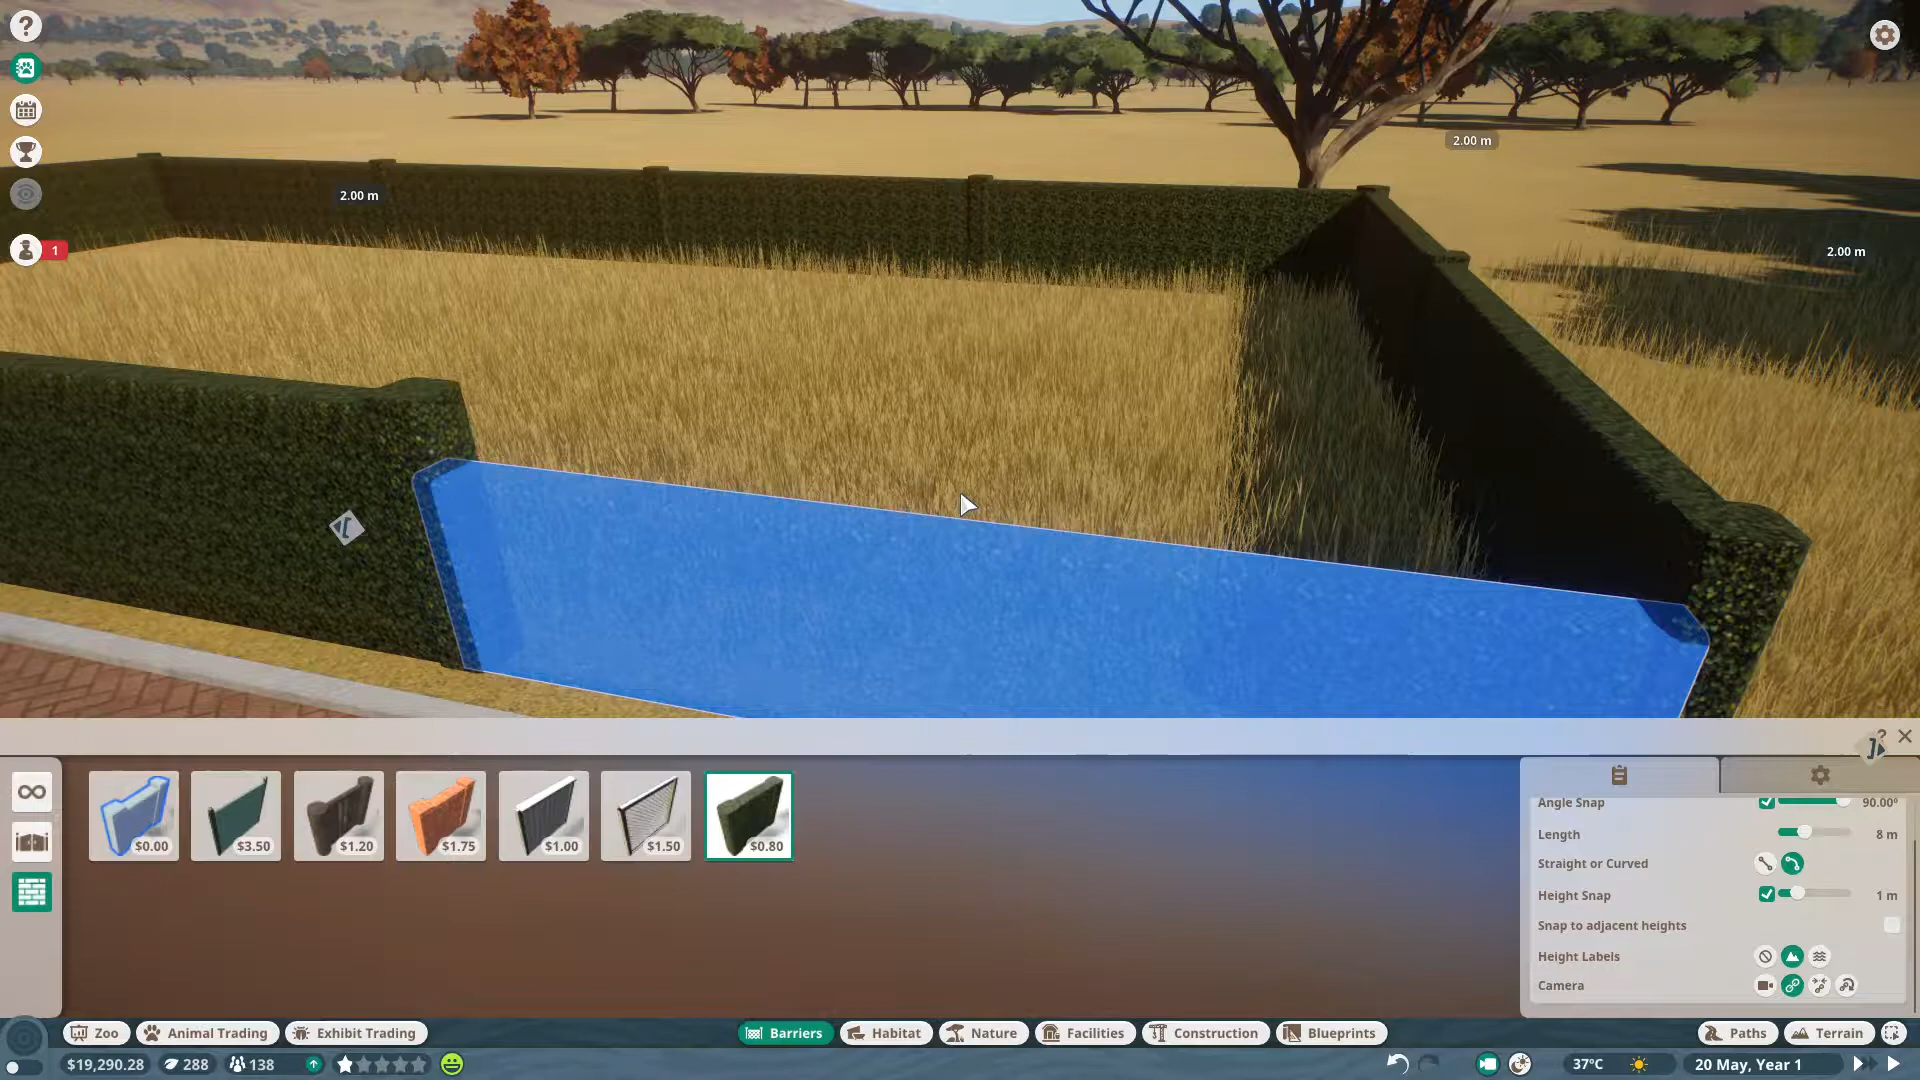 ?
2.00 m
2.00 m
2.00 m
1
?
$0.00
$3.50
$1.20
$1.75
$1.00
$1.50
$0.80
Angle Snap 90.00°
Length 8 m
Straight or Curved
Height Snap 1 m
Snap to adjacent heights
Height Labels
Camera
Zoo Animal Trading Exhibit Trading Barriers Habitat Nature Facilities Construction Blueprints Paths Terrain
$19,290.28 288 138 37°C 20 May, Year 1